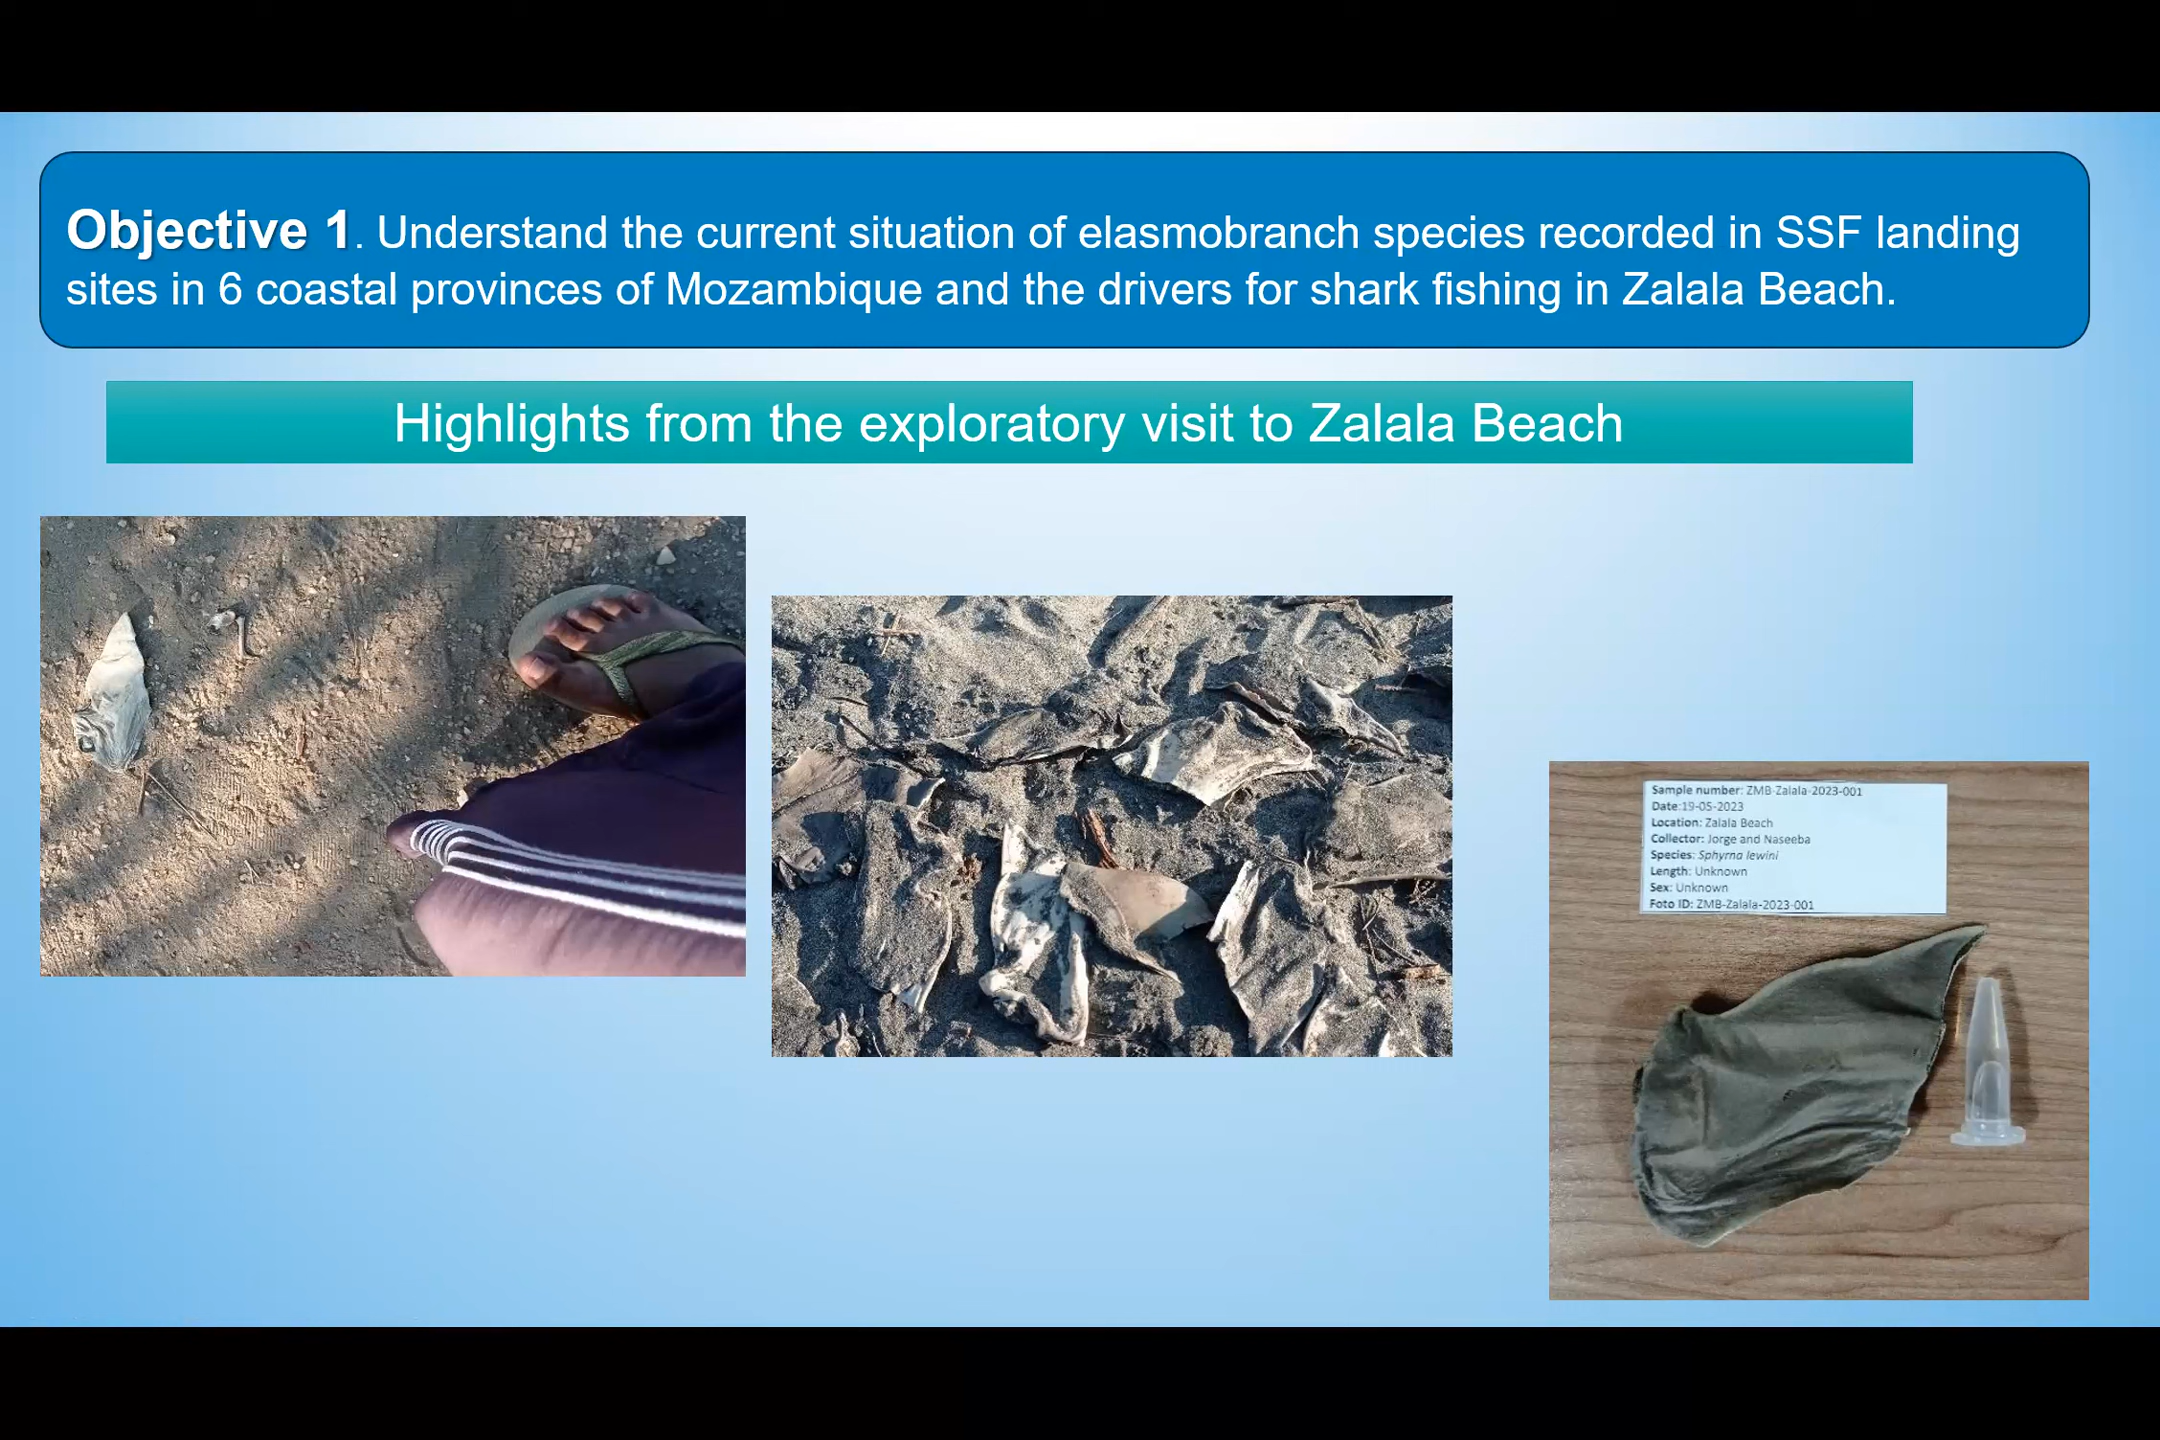 Objective 1. Understand the current situation of elasmobranch species recorded in SSF landing
sites in 6 coastal provinces of Mozambique and the drivers for shark fishing in Zalala Beach.
Highlights from the exploratory visit to Zalala Beach
Sample number: ZMB-Zalala-2023-001
Date:19-05-2023
Location: Zalala Beach
Collector: Jorge and Naseeba
Species: Sphyrna lewini
Length: Unknown
Sex: Unknown
Foto ID: ZMB-Zalala-2023-001